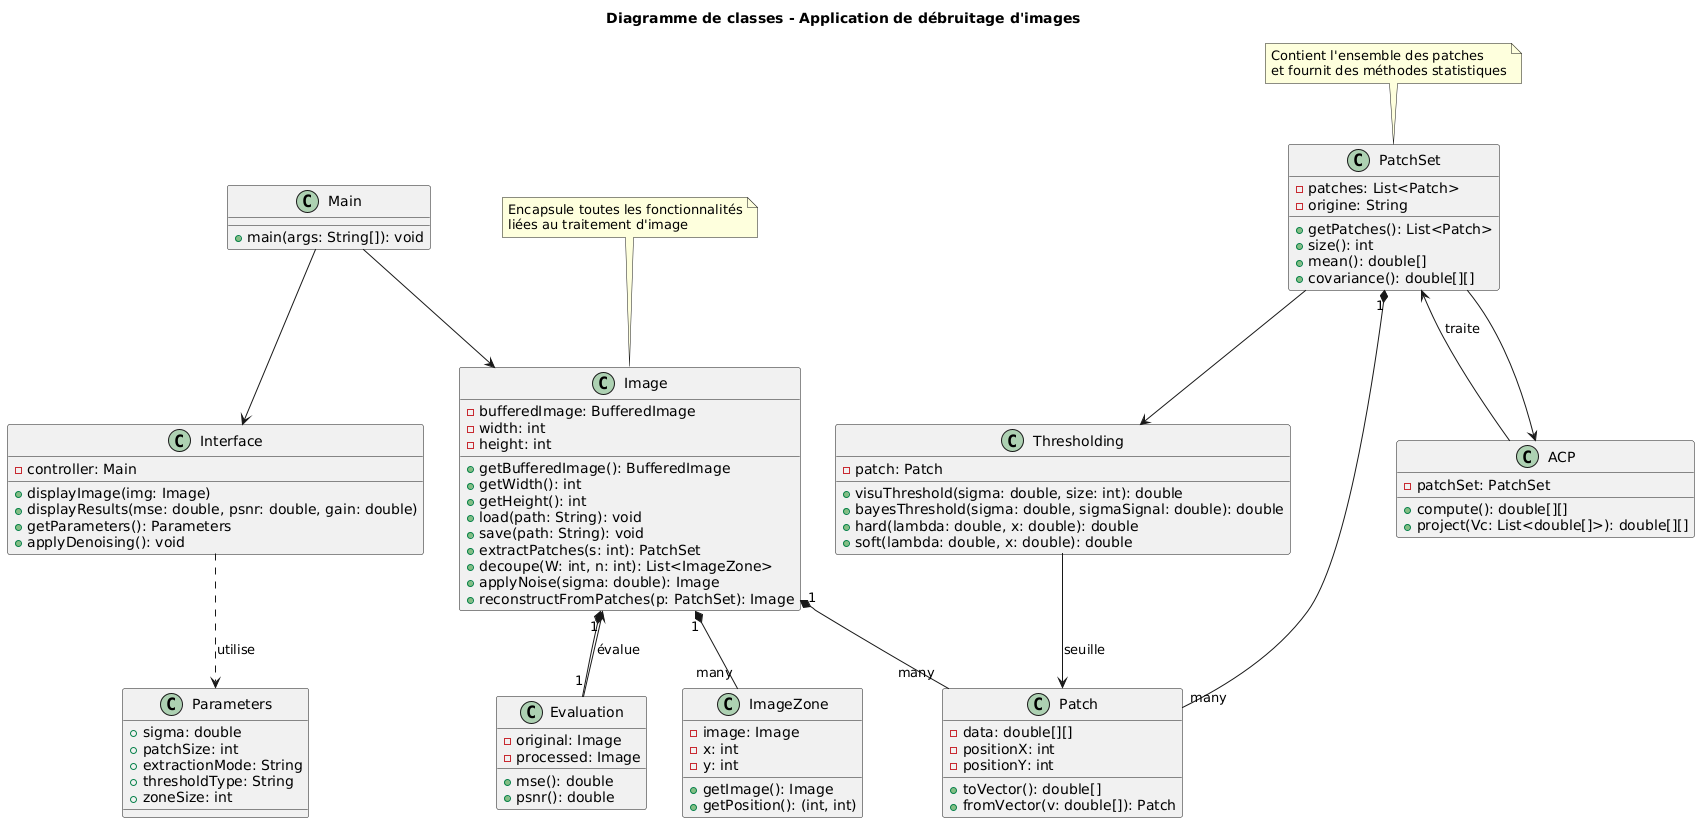 Diagramme de classes - Application de débruitage d'images
Contient l'ensemble des patches
et fournit des méthodes statistiques
C PatchSet
patches: List<Patch>
origine: String
getPatches(): List<Patch>
size(): int
mean(): double[]
covariance(): double[][]
C Main
main(args: String[]): void
Encapsule toutes les fonctionnalités
liées au traitement d'image
1
traite
C Image
bufferedImage: BufferedImage
width: int
height: int
getBufferedImage(): BufferedImage
getWidth(): int
getHeight(): int
load(path: String): void
save(path: String): void
extractPatches(s: int): PatchSet
decoupe(W: int, n: int): List<ImageZone>
applyNoise(sigma: double): Image
reconstructFromPatches(p: PatchSet): Image
C Interface
controller: Main
displayImage(img: Image)
displayResults(mse: double, psnr: double, gain: double)
getParameters(): Parameters
applyDenoising(): void
C Thresholding
patch: Patch
visuThreshold(sigma: double, size: int): double
bayesThreshold(sigma: double, sigmaSignal: double): double
hard(lambda: double, x: double): double
soft(lambda: double, x: double): double
C ACP
patchSet: PatchSet
compute(): double[][]
project(Vc: List<double[]>): double[][]
1
1
1
utilise
évalue
seuille
1
many
many
many
C Parameters
sigma: double
patchSize: int
extractionMode: String
thresholdType: String
zoneSize: int
C Evaluation
original: Image
processed: Image
mse(): double
psnr(): double
C ImageZone
image: Image
x: int
y: int
getImage(): Image
getPosition(): (int, int)
C Patch
data: double[][]
positionX: int
positionY: int
toVector(): double[]
fromVector(v: double[]): Patch